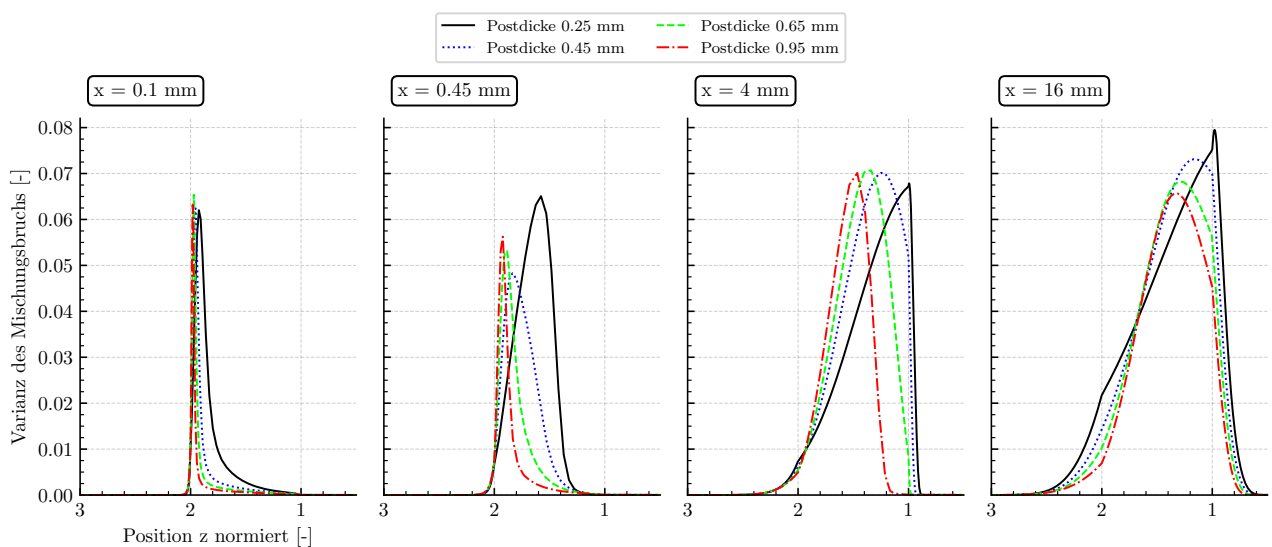 Postdicke 0.25 mm
Postdicke 0.45 mm
Postdicke 0.65 mm
Postdicke 0.95 mm
x = 0.1 mm
x = 0.45 mm
x = 4 mm
x = 16 mm
Varianz des Mischungsbruchs [-]
0.08
0.07
0.06
0.05
0.04
0.03
0.02
0.01
0.00
3 2 1
3 2 1
3 2 1
3 2 1
Position z normiert [-]